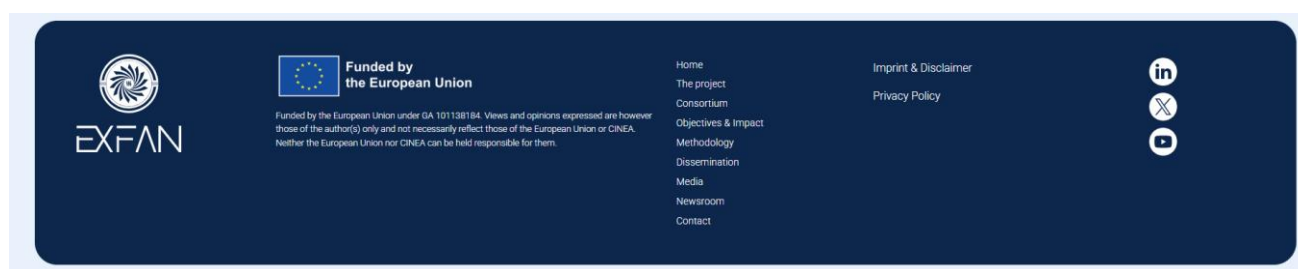 EXFAN
Funded by
the European Union
Funded by the European Union under GA 101138184. Views and opinions expressed are however
those of the author(s) only and not necessarily reflect those of the European Union or CINEA.
Neither the European Union nor CINEA can be held responsible for them.
Home
The project
Consortium
Objectives & Impact
Methodology
Dissemination
Media
Newsroom
Contact
Imprint & Disclaimer
Privacy Policy
in
X